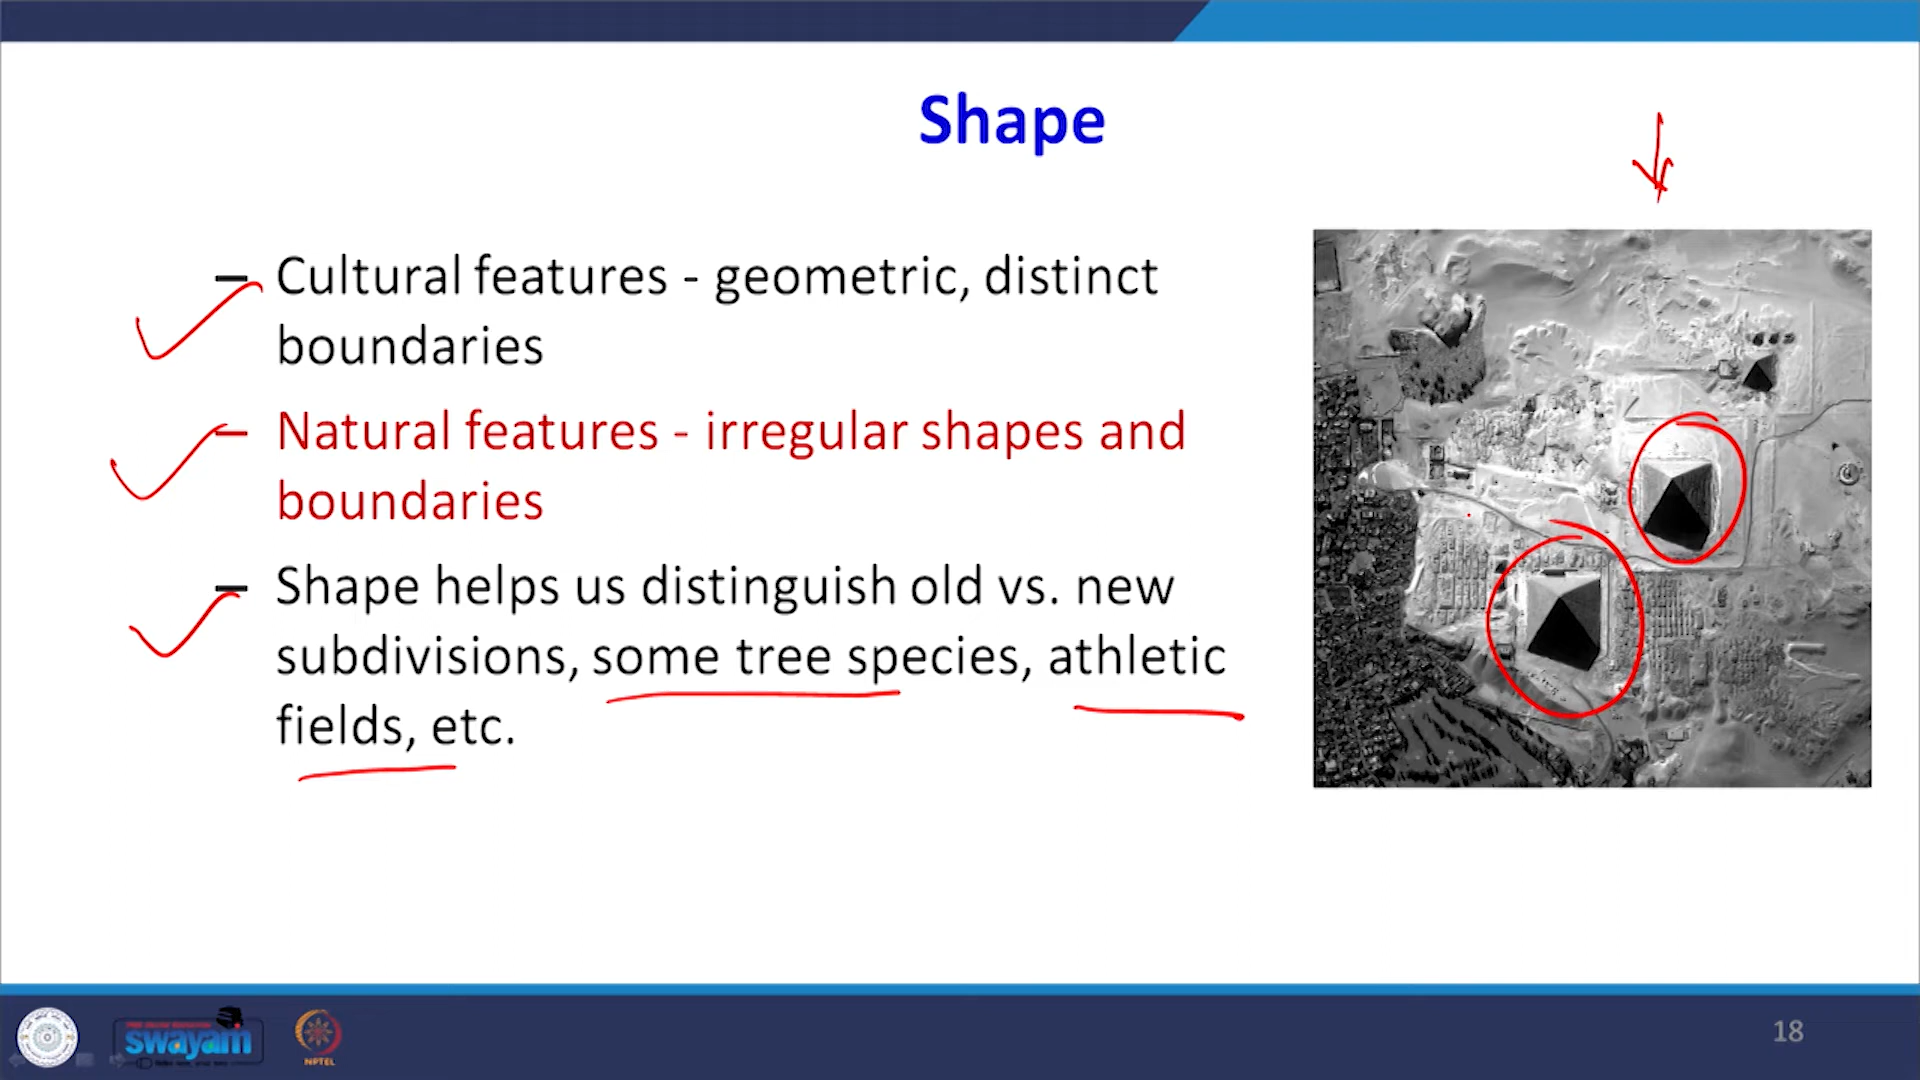 Shape
– Cultural features - geometric, distinct
boundaries
– Natural features - irregular shapes and
boundaries
– Shape helps us distinguish old vs. new
subdivisions, some tree species, athletic
fields, etc.
swayam
NPTEL
18